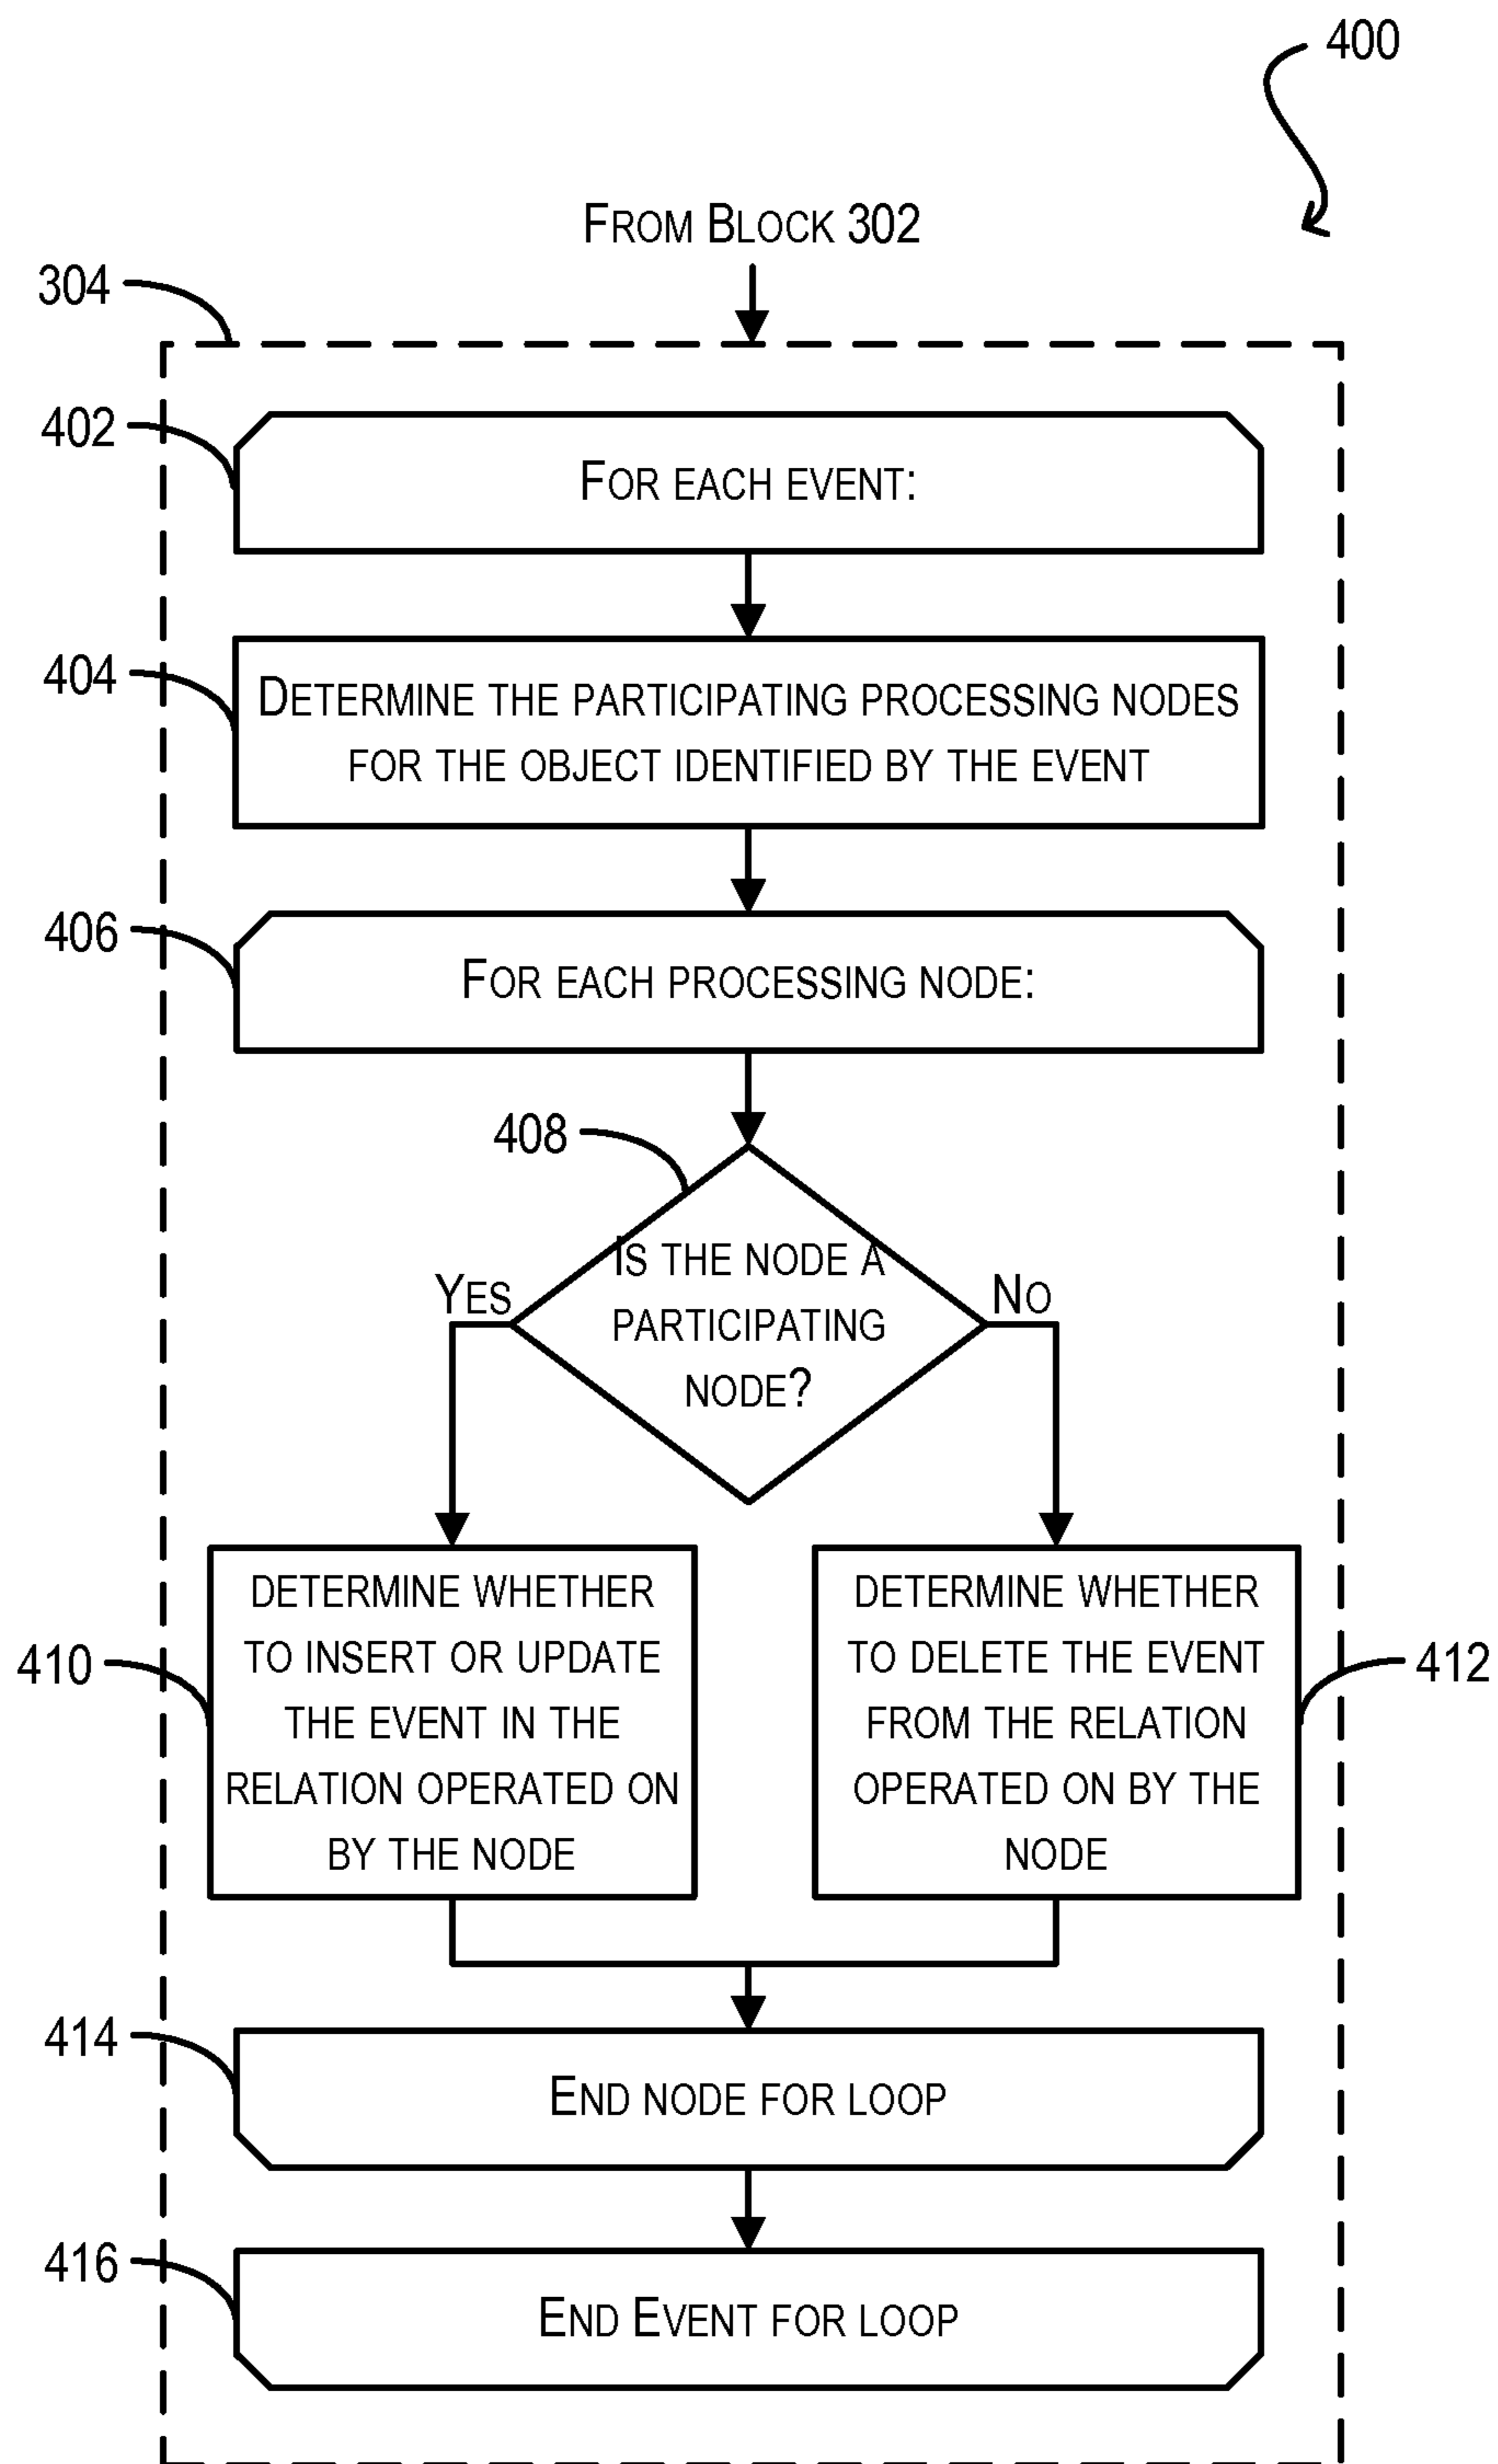 400
From Block 302
304
402
For each event:
404
Determine the participating processing nodes
for the object identified by the event
406
For each processing node:
408
Is the node a
participating
node?
Yes
No
410
determine whether
to insert or update
the event in the
relation operated on
by the node
determine whether
to delete the event
from the relation
operated on by the
node
412
414
End node for loop
416
End Event for loop